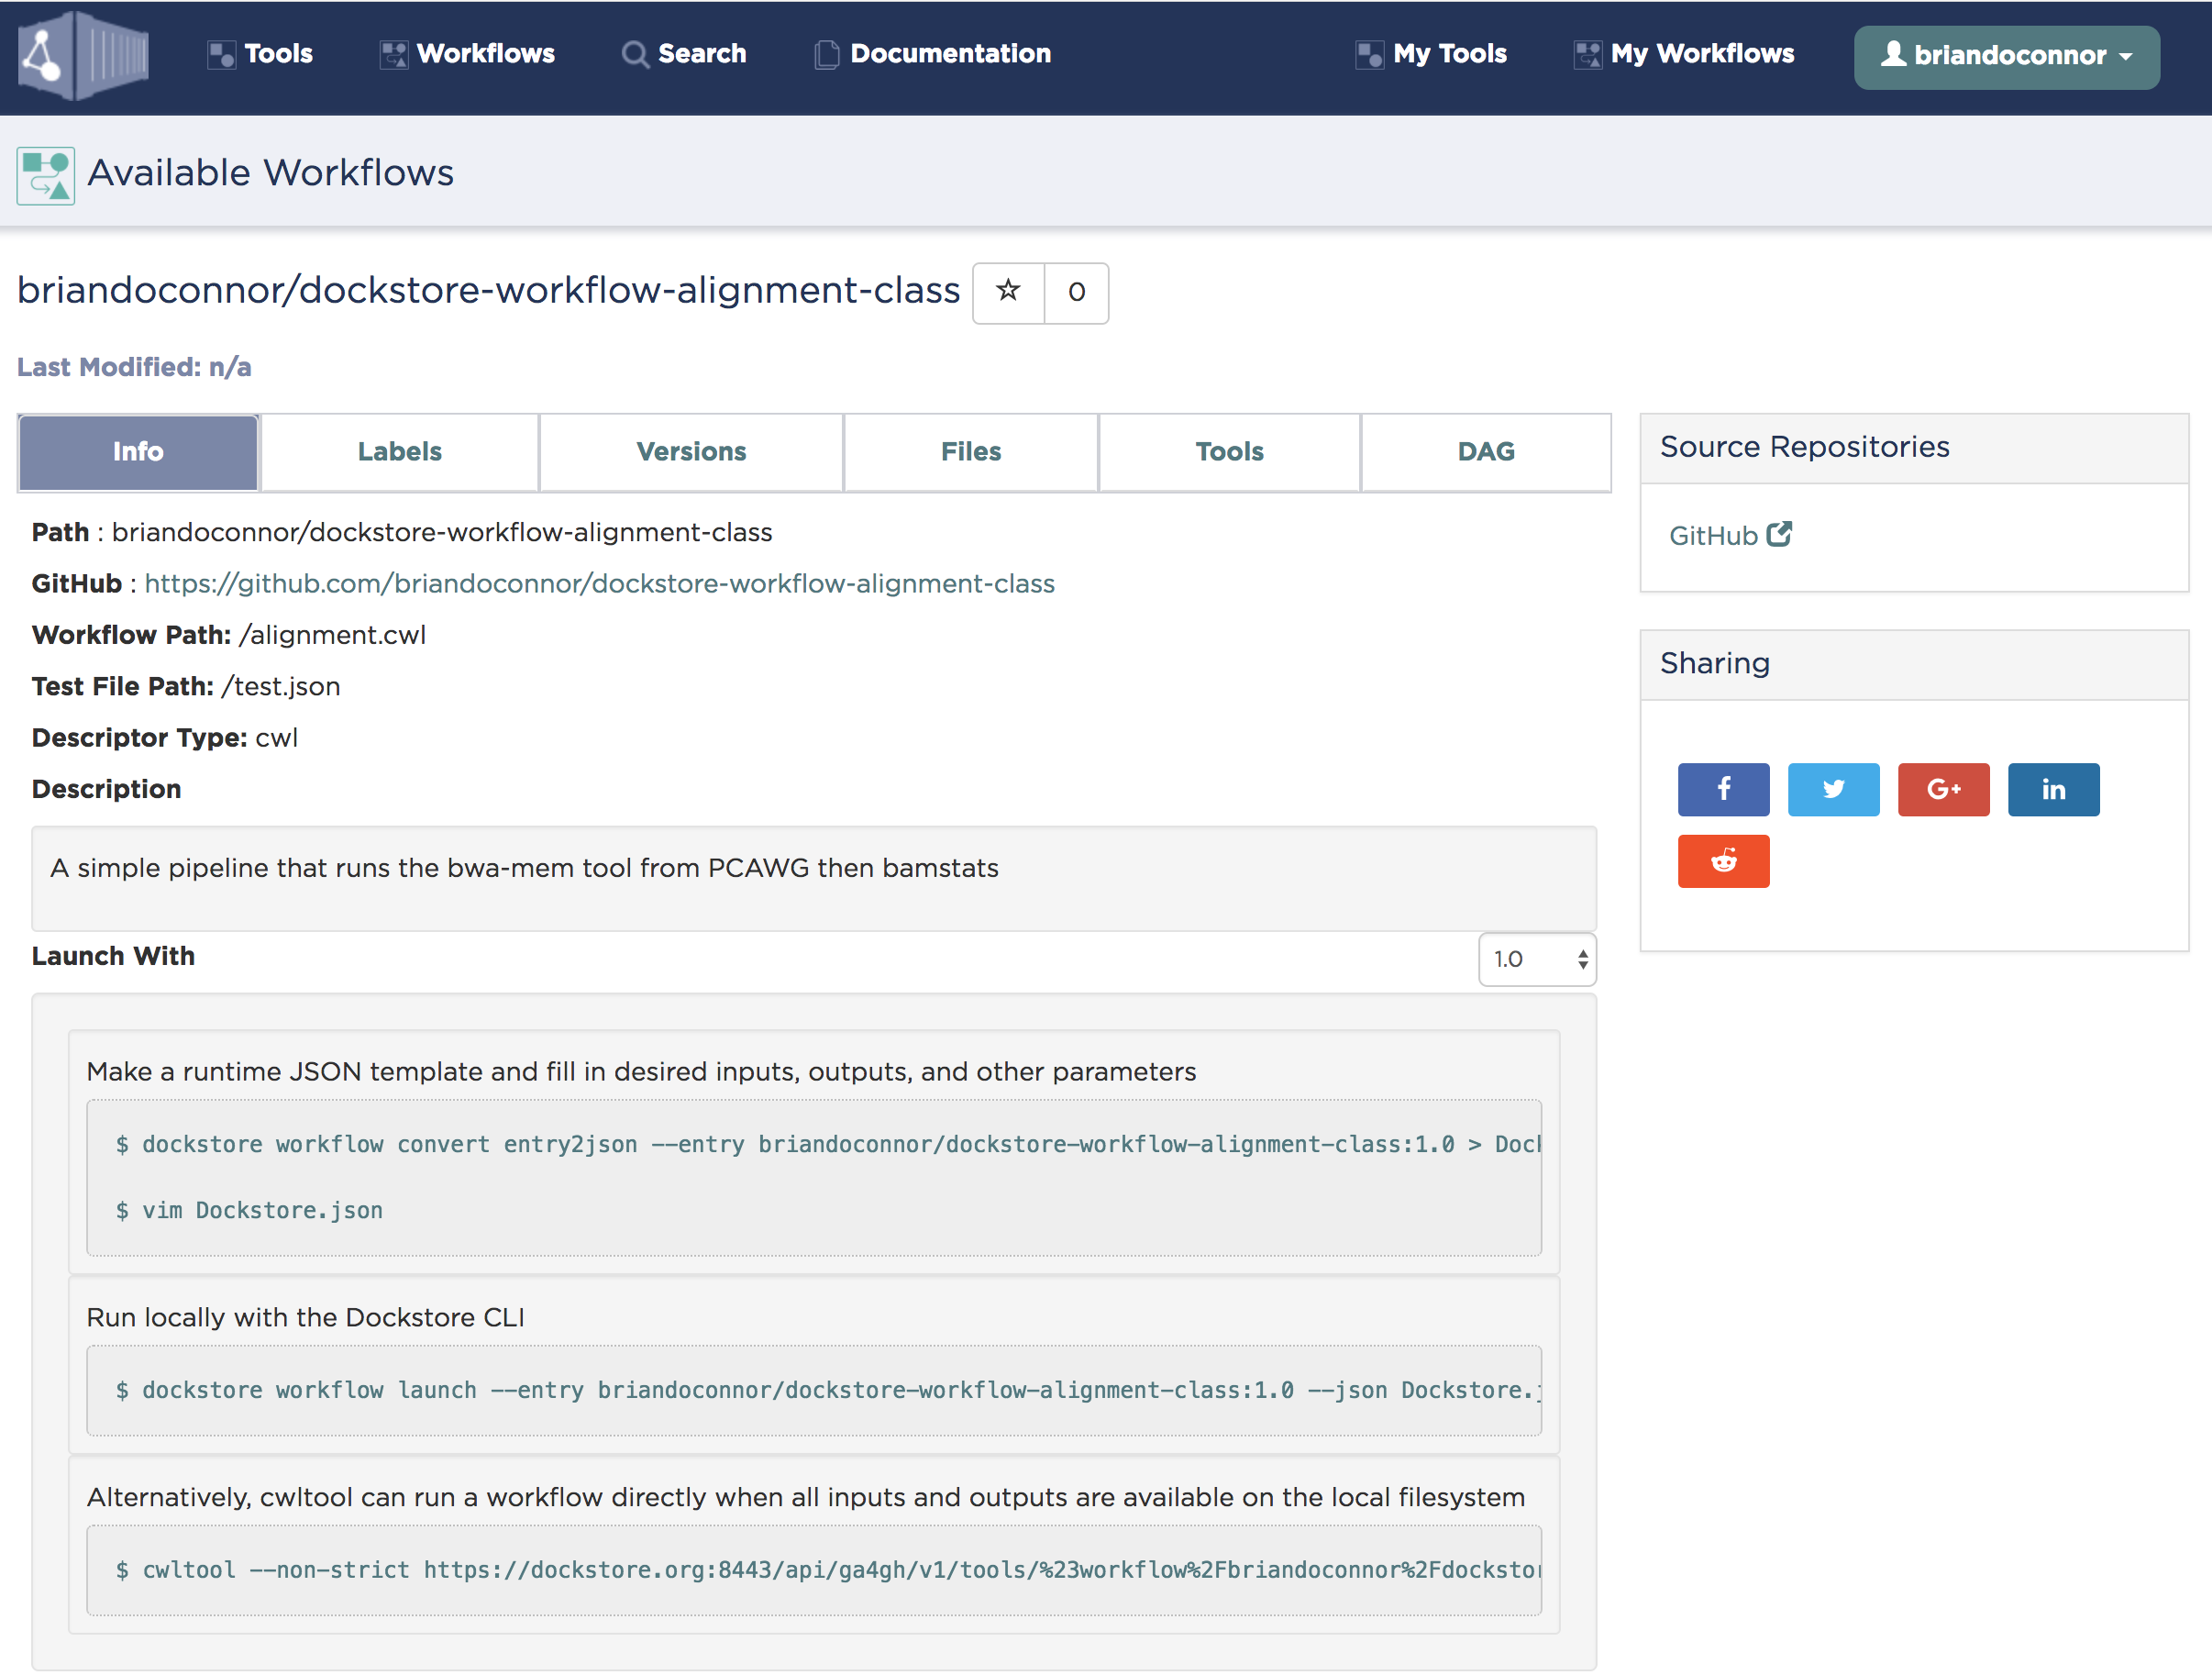 Tools Workflows Search Documentation My Tools My Workflows briandoconnor
Available Workflows
briandoconnor/dockstore-workflow-alignment-class 0
Last Modified: n/a
Info Labels Versions Files Tools DAG
Path : briandoconnor/dockstore-workflow-alignment-class
GitHub : https://github.com/briandoconnor/dockstore-workflow-alignment-class
Workflow Path: /alignment.cwl
Test File Path: /test.json
Descriptor Type: cwl
Description
A simple pipeline that runs the bwa-mem tool from PCAWG then bamstats
Launch With 1.0
Make a runtime JSON template and fill in desired inputs, outputs, and other parameters
$ dockstore workflow convert entry2json --entry briandoconnor/dockstore-workflow-alignment-class:1.0 > Dock
$ vim Dockstore.json
Run locally with the Dockstore CLI
$ dockstore workflow launch --entry briandoconnor/dockstore-workflow-alignment-class:1.0 --json Dockstore.j
Alternatively, cwltool can run a workflow directly when all inputs and outputs are available on the local filesystem
$ cwltool --non-strict https://dockstore.org:8443/api/ga4gh/v1/tools/%23workflow%2Fbriandoconnor%2Fdockstor
Source Repositories
GitHub
Sharing
f G+ in